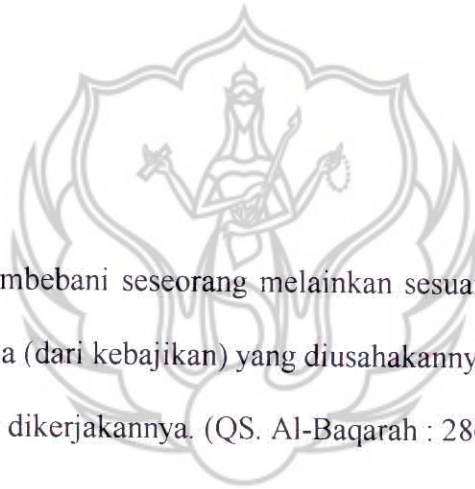 mbebani seseorang melainkan sesua
a (dari kebajikan) yang diusahakanny
dikerjakannya. (QS. Al-Baqarah : 28